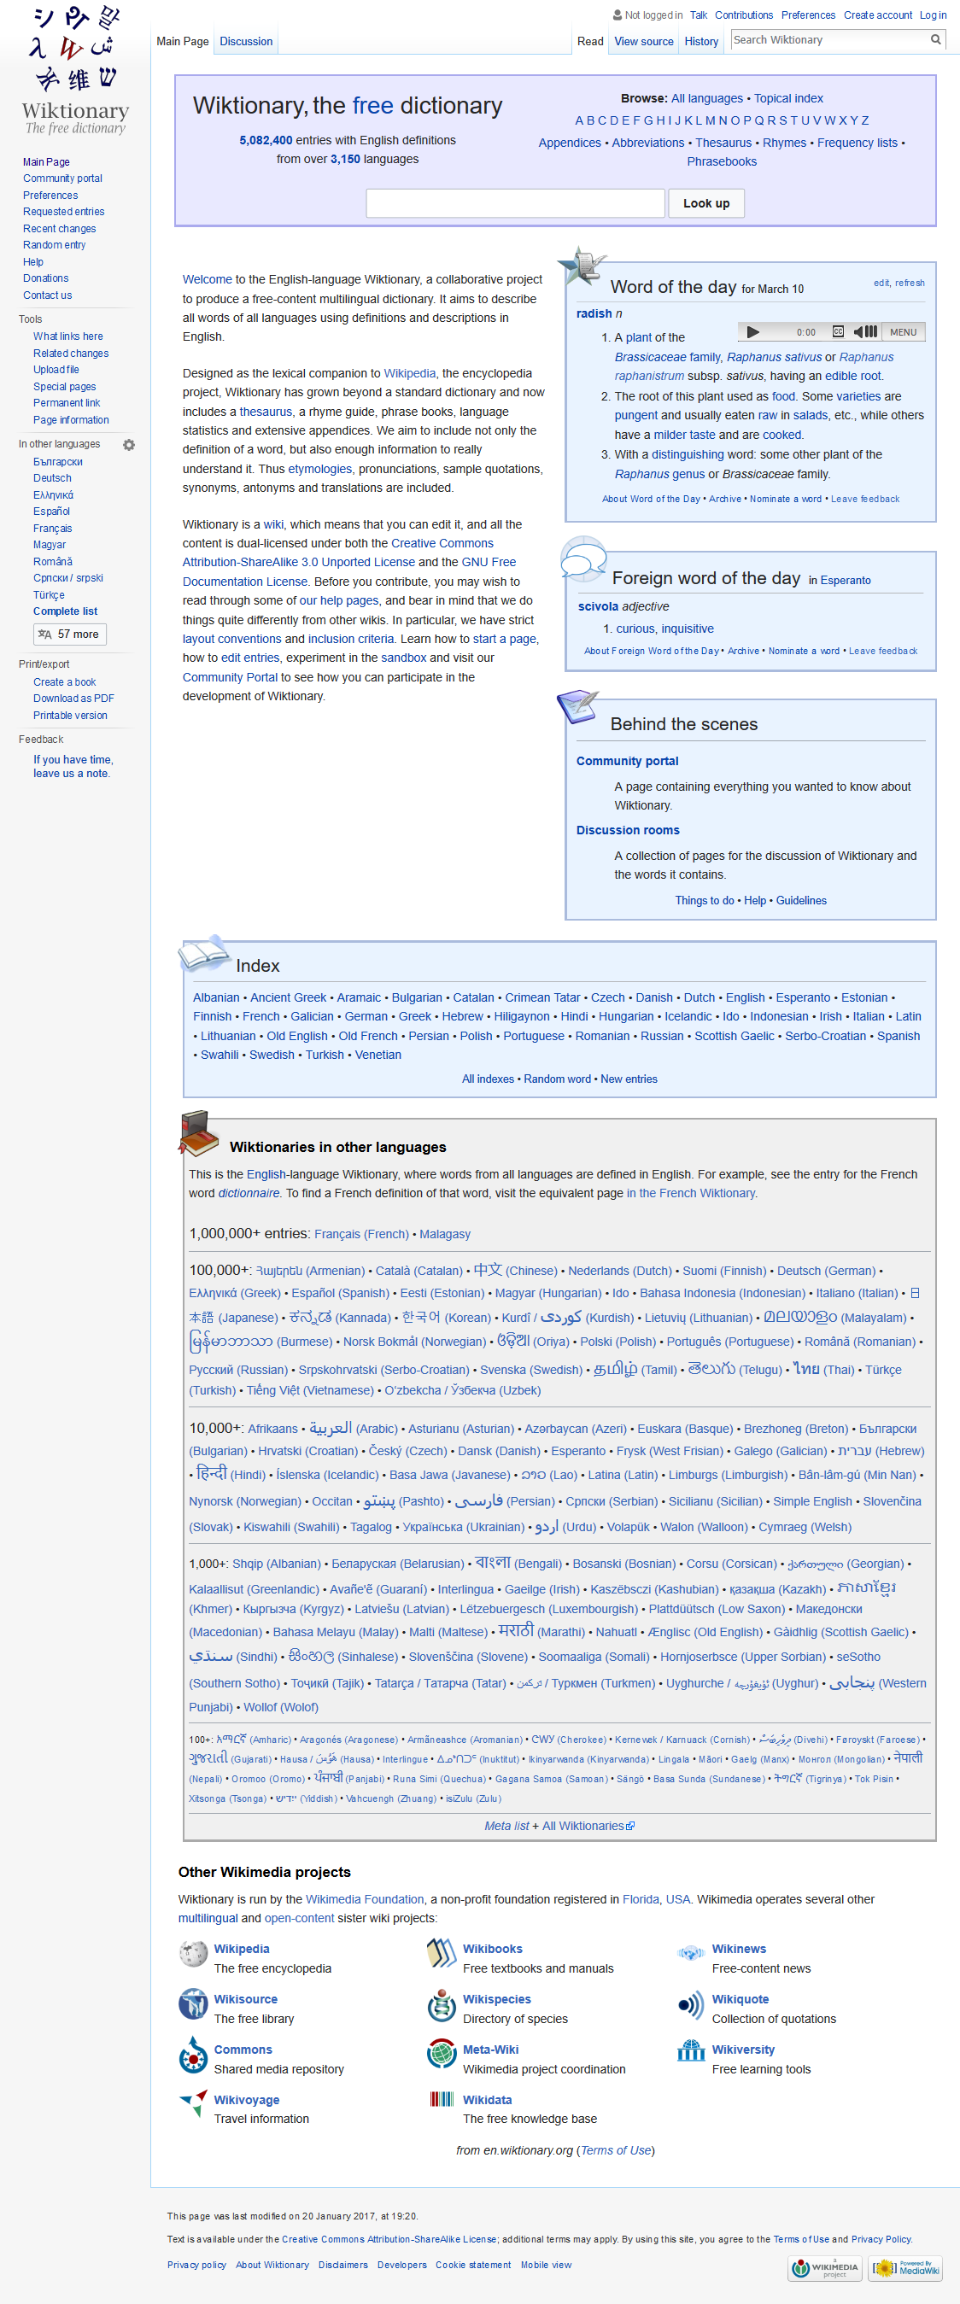 Not logged in Talk Contributions Preferences Create account Log in
Main Page Discussion Read View source History Search Wiktionary
Wiktionary
The free dictionary
Main Page
Community portal
Preferences
Requested entries
Recent changes
Random entry
Help
Donations
Contact us
Tools
What links here
Related changes
Upload file
Special pages
Permanent link
Page information
In other languages
Български
Deutsch
Ελληνικά
Español
Français
Magyar
Română
Српски / srpski
Türkçe
Complete list
57 more
Print/export
Create a book
Download as PDF
Printable version
Feedback
If you have time,
leave us a note.
Wiktionary, the free dictionary
5,082,400 entries with English definitions
from over 3,150 languages
Browse: All languages • Topical index
A B C D E F G H I J K L M N O P Q R S T U V W X Y Z
Appendices • Abbreviations • Thesaurus • Rhymes • Frequency lists •
Phrasebooks
Look up
Welcome to the English-language Wiktionary, a collaborative project
to produce a free-content multilingual dictionary. It aims to describe
all words of all languages using definitions and descriptions in
English.
Designed as the lexical companion to Wikipedia, the encyclopedia
project, Wiktionary has grown beyond a standard dictionary and now
includes a thesaurus, a rhyme guide, phrase books, language
statistics and extensive appendices. We aim to include not only the
definition of a word, but also enough information to really
understand it. Thus etymologies, pronunciations, sample quotations,
synonyms, antonyms and translations are included.
Wiktionary is a wiki, which means that you can edit it, and all the
content is dual-licensed under both the Creative Commons
Attribution-ShareAlike 3.0 Unported License and the GNU Free
Documentation License. Before you contribute, you may wish to
read through some of our help pages, and bear in mind that we do
things quite differently from other wikis. In particular, we have strict
layout conventions and inclusion criteria. Learn how to start a page,
how to edit entries, experiment in the sandbox and visit our
Community Portal to see how you can participate in the
development of Wiktionary.
Word of the day for March 10
edit, refresh
radish n
0:00 MENU
1. A plant of the
Brassicaceae family, Raphanus sativus or Raphanus
raphanistrum subsp. sativus, having an edible root.
2. The root of this plant used as food. Some varieties are
pungent and usually eaten raw in salads, etc., while others
have a milder taste and are cooked.
3. With a distinguishing word: some other plant of the
Raphanus genus or Brassicaceae family.
About Word of the Day • Archive • Nominate a word • Leave feedback
Foreign word of the day in Esperanto
scivola adjective
1. curious, inquisitive
About Foreign Word of the Day • Archive • Nominate a word • Leave feedback
Behind the scenes
Community portal
A page containing everything you wanted to know about
Wiktionary.
Discussion rooms
A collection of pages for the discussion of Wiktionary and
the words it contains.
Things to do • Help • Guidelines
Index
Albanian • Ancient Greek • Aramaic • Bulgarian • Catalan • Crimean Tatar • Czech • Danish • Dutch • English • Esperanto • Estonian •
Finnish • French • Galician • German • Greek • Hebrew • Hiligaynon • Hindi • Hungarian • Icelandic • Ido • Indonesian • Irish • Italian • Latin
• Lithuanian • Old English • Old French • Persian • Polish • Portuguese • Romanian • Russian • Scottish Gaelic • Serbo-Croatian • Spanish
• Swahili • Swedish • Turkish • Venetian
All indexes • Random word • New entries
Wiktionaries in other languages
This is the English-language Wiktionary, where words from all languages are defined in English. For example, see the entry for the French
word dictionnaire. To find a French definition of that word, visit the equivalent page in the French Wiktionary.
1,000,000+ entries: Français (French) • Malagasy
100,000+: Հայերեն (Armenian) • Català (Catalan) • 中文 (Chinese) • Nederlands (Dutch) • Suomi (Finnish) • Deutsch (German) •
Ελληνικά (Greek) • Español (Spanish) • Eesti (Estonian) • Magyar (Hungarian) • Ido • Bahasa Indonesia (Indonesian) • Italiano (Italian) • 日
本語 (Japanese) • ಕನ್ನಡ (Kannada) • 한국어 (Korean) • Kurdî / كوردی (Kurdish) • Lietuvių (Lithuanian) • മലയാളം (Malayalam) •
မြန်မာဘာသာ (Burmese) • Norsk Bokmål (Norwegian) • ଓଡ଼ିଆ (Oriya) • Polski (Polish) • Português (Portuguese) • Română (Romanian) •
Русский (Russian) • Srpskohrvatski (Serbo-Croatian) • Svenska (Swedish) • தமிழ் (Tamil) • తెలుగు (Telugu) • ไทย (Thai) • Türkçe
(Turkish) • Tiếng Việt (Vietnamese) • O'zbekcha / Ўзбекча (Uzbek)
10,000+: Afrikaans • العربية (Arabic) • Asturianu (Asturian) • Azərbaycan (Azeri) • Euskara (Basque) • Brezhoneg (Breton) • Български
(Bulgarian) • Hrvatski (Croatian) • Český (Czech) • Dansk (Danish) • Esperanto • Frysk (West Frisian) • Galego (Galician) • עברית (Hebrew)
• हिन्दी (Hindi) • Íslenska (Icelandic) • Basa Jawa (Javanese) • ລາວ (Lao) • Latina (Latin) • Limburgs (Limburgish) • Bân-lâm-gú (Min Nan) •
Nynorsk (Norwegian) • Occitan • پښتو (Pashto) • فارسی (Persian) • Српски (Serbian) • Sicilianu (Sicilian) • Simple English • Slovenčina
(Slovak) • Kiswahili (Swahili) • Tagalog • Українська (Ukrainian) • اردو (Urdu) • Volapük • Walon (Walloon) • Cymraeg (Welsh)
1,000+: Shqip (Albanian) • Беларуская (Belarusian) • বাংলা (Bengali) • Bosanski (Bosnian) • Corsu (Corsican) • ქართული (Georgian) •
Kalaallisut (Greenlandic) • Avañe'ẽ (Guaraní) • Interlingua • Gaeilge (Irish) • Kaszëbsczi (Kashubian) • қазақша (Kazakh) • ភាសាខ្មែរ
(Khmer) • Кыргызча (Kyrgyz) • Latviešu (Latvian) • Lëtzebuergesch (Luxembourgish) • Plattdüütsch (Low Saxon) • Македонски
(Macedonian) • Bahasa Melayu (Malay) • Malti (Maltese) • मराठी (Marathi) • Nahuatl • Ænglisc (Old English) • Gàidhlig (Scottish Gaelic) •
سنڌي (Sindhi) • සිංහල (Sinhalese) • Slovenščina (Slovene) • Soomaaliga (Somali) • Hornjoserbsce (Upper Sorbian) • seSotho
(Southern Sotho) • Тоҷикӣ (Tajik) • Tatarça / Татарча (Tatar) • تركمن / Туркмен (Turkmen) • Uyghurche / ئۇيغۇرچە (Uyghur) • پنجابی (Western
Punjabi) • Wollof (Wolof)
100+: አማርኛ (Amharic) • Aragonés (Aragonese) • Armãneashce (Aromanian) • ᏣᎳᎩ (Cherokee) • Kernewek / Karnuack (Cornish) • ދިވެހިބަސް (Divehi) • Føroyskt (Faroese) •
ગુજરાતી (Gujarati) • Hausa / هَوُسَ (Hausa) • Interlingue • ᐃᓄᒃᑎᑐᑦ (Inuktitut) • Ikinyarwanda (Kinyarwanda) • Lingala • Māori • Gaelg (Manx) • Монгол (Mongolian) • नेपाली
(Nepali) • Oromoo (Oromo) • ਪੰਜਾਬੀ (Panjabi) • Runa Simi (Quechua) • Gagana Samoa (Samoan) • Sängö • Basa Sunda (Sundanese) • ትግርኛ (Tigrinya) • Tok Pisin •
Xitsonga (Tsonga) • ייִדיש (Yiddish) • Vahcuengh (Zhuang) • isiZulu (Zulu)
Meta list + All Wiktionaries
Other Wikimedia projects
Wiktionary is run by the Wikimedia Foundation, a non-profit foundation registered in Florida, USA. Wikimedia operates several other
multilingual and open-content sister wiki projects:
Wikipedia Wikibooks Wikinews
The free encyclopedia Free textbooks and manuals Free-content news
Wikisource Wikispecies Wikiquote
The free library Directory of species Collection of quotations
Commons Meta-Wiki Wikiversity
Shared media repository Wikimedia project coordination Free learning tools
Wikivoyage Wikidata
Travel information The free knowledge base
from en.wiktionary.org (Terms of Use)
This page was last modified on 20 January 2017, at 19:20.
Text is available under the Creative Commons Attribution-ShareAlike License; additional terms may apply. By using this site, you agree to the Terms of Use and Privacy Policy.
Privacy policy About Wiktionary Disclaimers Developers Cookie statement Mobile view
A WIKIMEDIA project Powered By MediaWiki